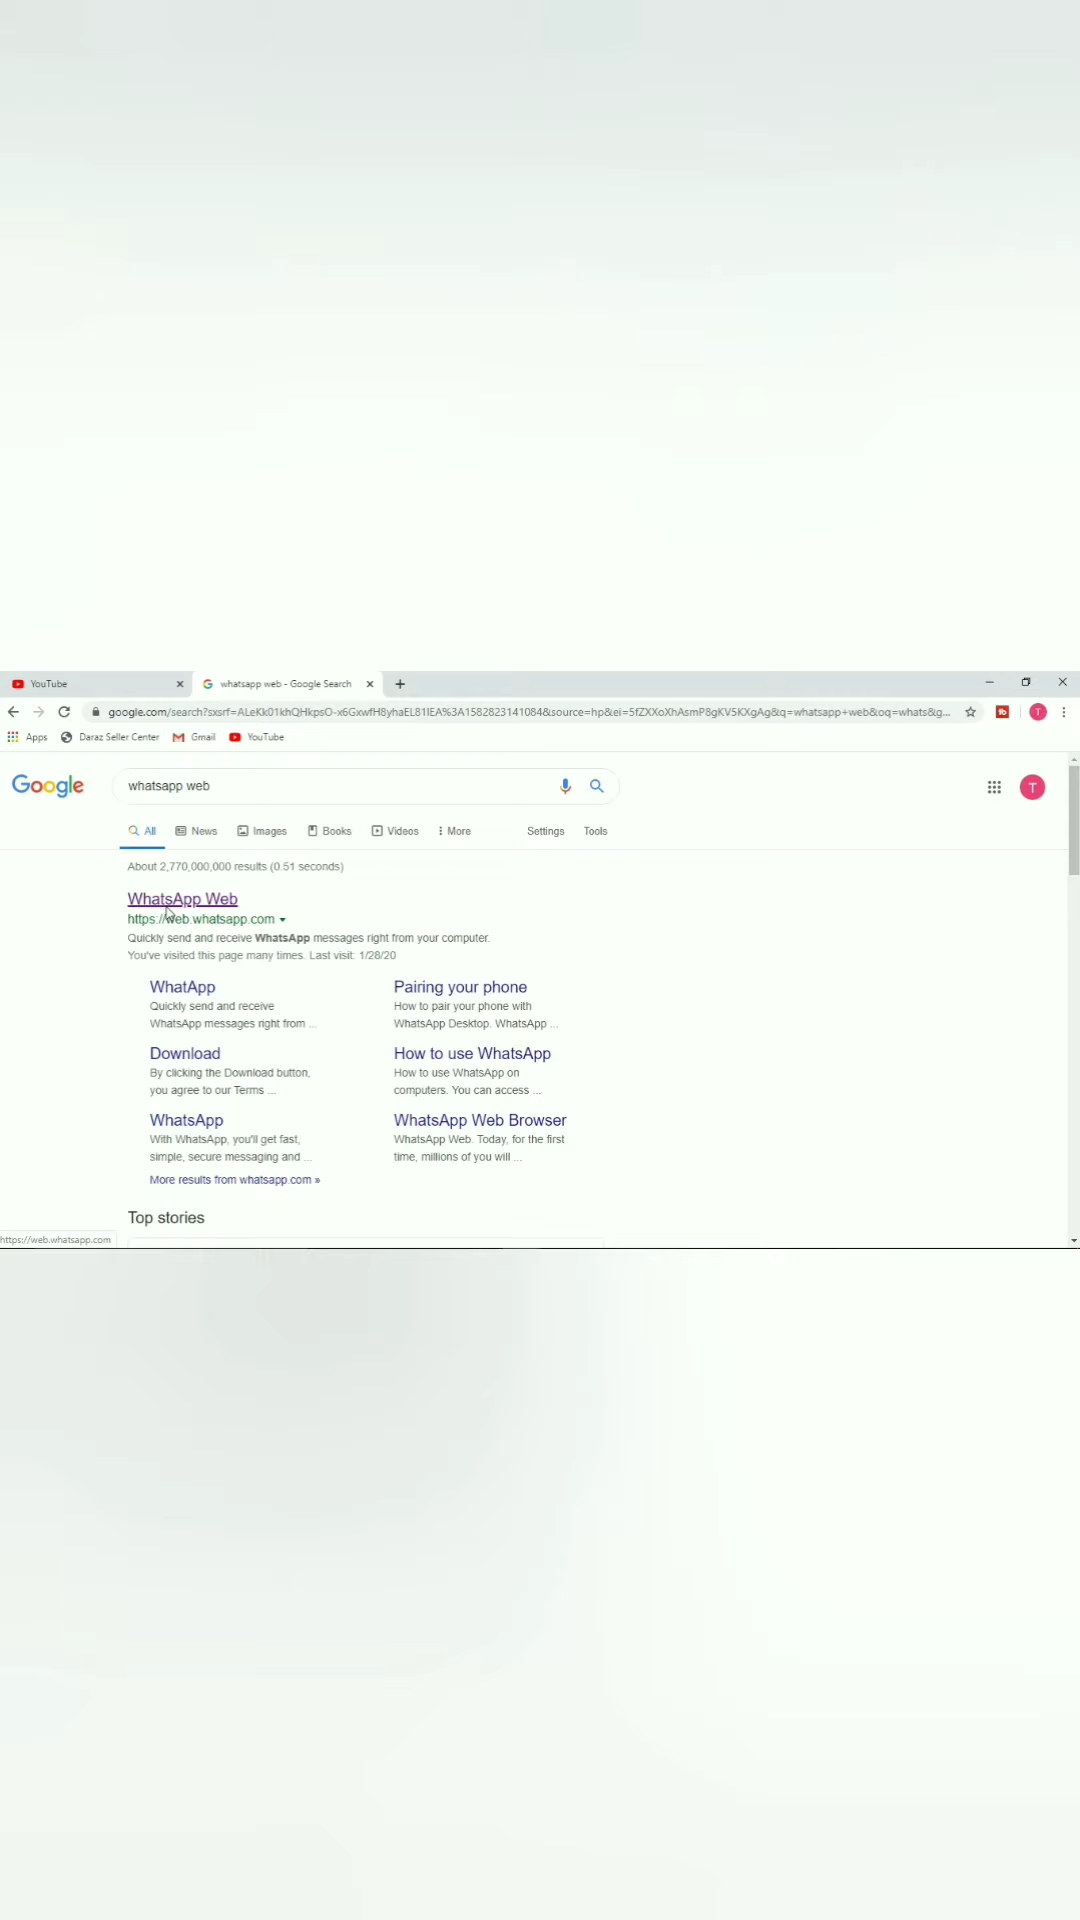 YouTube
whatsapp web - Google Search
google.com/search?sxsrf=ALeKk01khQHkpsO-x6GxwfH8yhaEL81IEA%3A1582823141084&source=hp&ei=5fZXXoXhAsmP8gKV5KXgAg&q=whatsapp+web&oq=whats&g...
Apps Daraz Seller Center Gmail YouTube
Google whatsapp web T
All News Images Books Videos More Settings Tools
About 2,770,000,000 results (0.51 seconds)
WhatsApp Web
https://web.whatsapp.com
Quickly send and receive WhatsApp messages right from your computer.
You've visited this page many times. Last visit: 1/28/20
WhatApp
Quickly send and receive
WhatsApp messages right from ...
Pairing your phone
How to pair your phone with
WhatsApp Desktop. WhatsApp ...
Download
By clicking the Download button,
you agree to our Terms ...
How to use WhatsApp
How to use WhatsApp on
computers. You can access ...
WhatsApp
With WhatsApp, you'll get fast,
simple, secure messaging and ...
WhatsApp Web Browser
WhatsApp Web. Today, for the first
time, millions of you will ...
More results from whatsapp.com »
Top stories
https://web.whatsapp.com